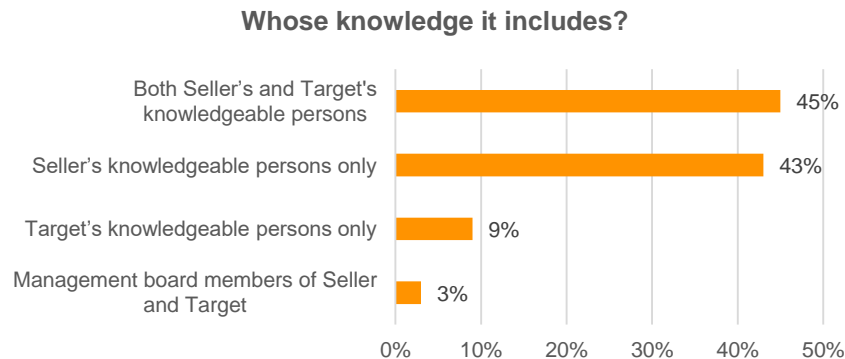 Whose knowledge it includes?
Both Seller’s and Target's
knowledgeable persons
45%
Seller’s knowledgeable persons only
43%
Target’s knowledgeable persons only
9%
Management board members of Seller
and Target
3%
0% 10% 20% 30% 40% 50%